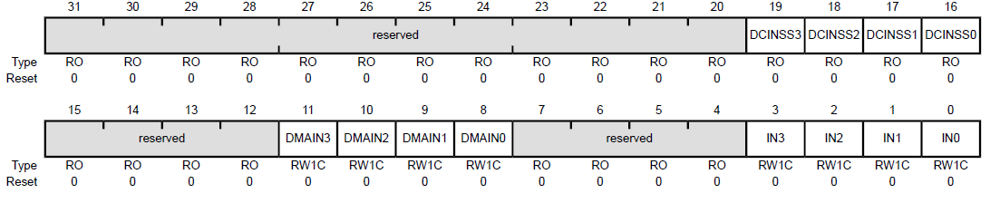 31 30 29 28 27 26 25 24 23 22 21 20 19 18 17 16
reserved DCINSS3 DCINSS2 DCINSS1 DCINSS0
Type RO RO RO RO RO RO RO RO RO RO RO RO RO RO RO RO
Reset 0 0 0 0 0 0 0 0 0 0 0 0 0 0 0 0
15 14 13 12 11 10 9 8 7 6 5 4 3 2 1 0
reserved DMAIN3 DMAIN2 DMAIN1 DMAIN0 reserved IN3 IN2 IN1 IN0
Type RO RO RO RO RW1C RW1C RW1C RW1C RO RO RO RO RW1C RW1C RW1C RW1C
Reset 0 0 0 0 0 0 0 0 0 0 0 0 0 0 0 0